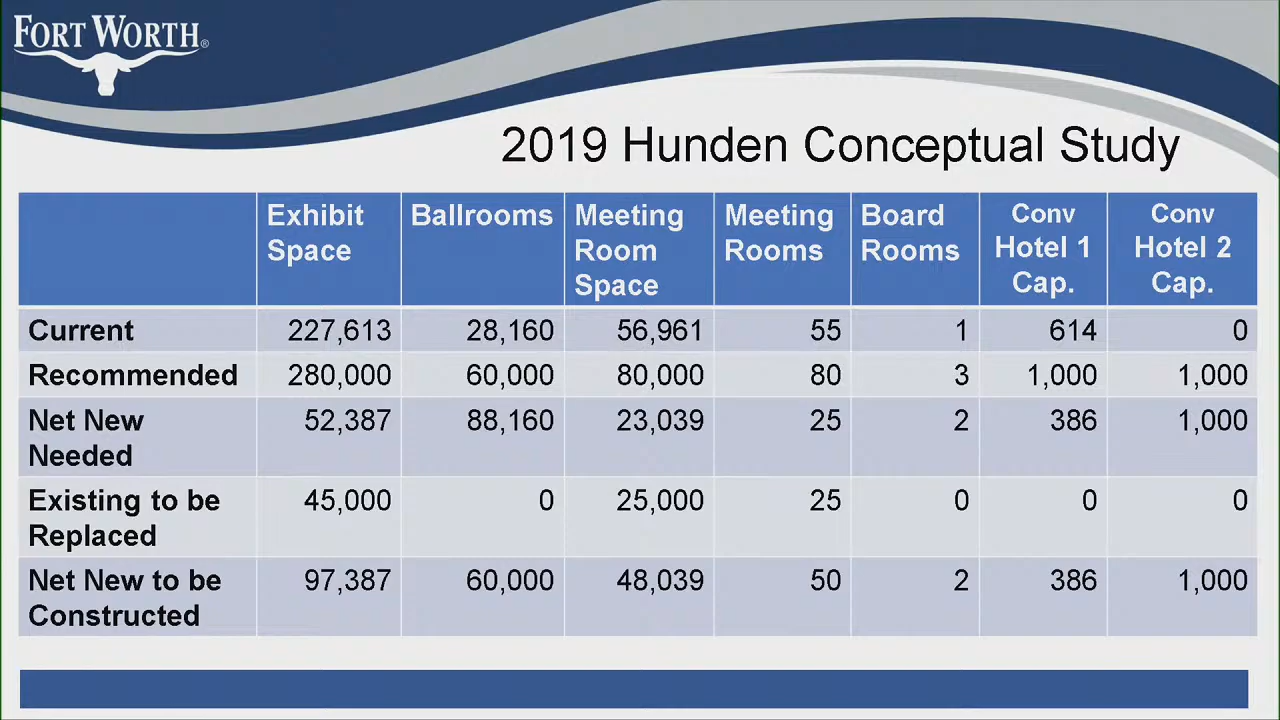 FORT WORTH®
2019 Hunden Conceptual Study
Exhibit Space Ballrooms Meeting Room Space Meeting Rooms Board Rooms Conv Hotel 1 Cap. Conv Hotel 2 Cap.
Current 227,613 28,160 56,961 55 1 614 0
Recommended 280,000 60,000 80,000 80 3 1,000 1,000
Net New Needed 52,387 88,160 23,039 25 2 386 1,000
Existing to be Replaced 45,000 0 25,000 25 0 0 0
Net New to be Constructed 97,387 60,000 48,039 50 2 386 1,000